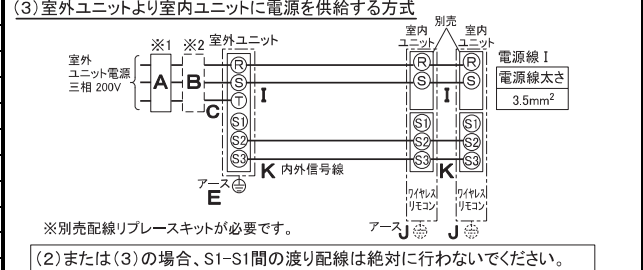 (3)室外ユニットより室内ユニットに電源を供給する方式
別売
※1 ※2 室外ユニット 室内ユニット 室内ユニット
室外
ユニット電源
三相 200V
A B C
R
S
T
S1
S2
S3
I
K 内外信号線
アース
E
R
S
S1
S2
S3
I
K
R
S
S1
S2
S3
電源線 I
電源線太さ
3.5mm²
ワイヤレス
リモコン
ワイヤレス
リモコン
アース J J
※別売配線リプレースキットが必要です。
(2)または(3)の場合、S1-S1間の渡り配線は絶対に行わないでください。